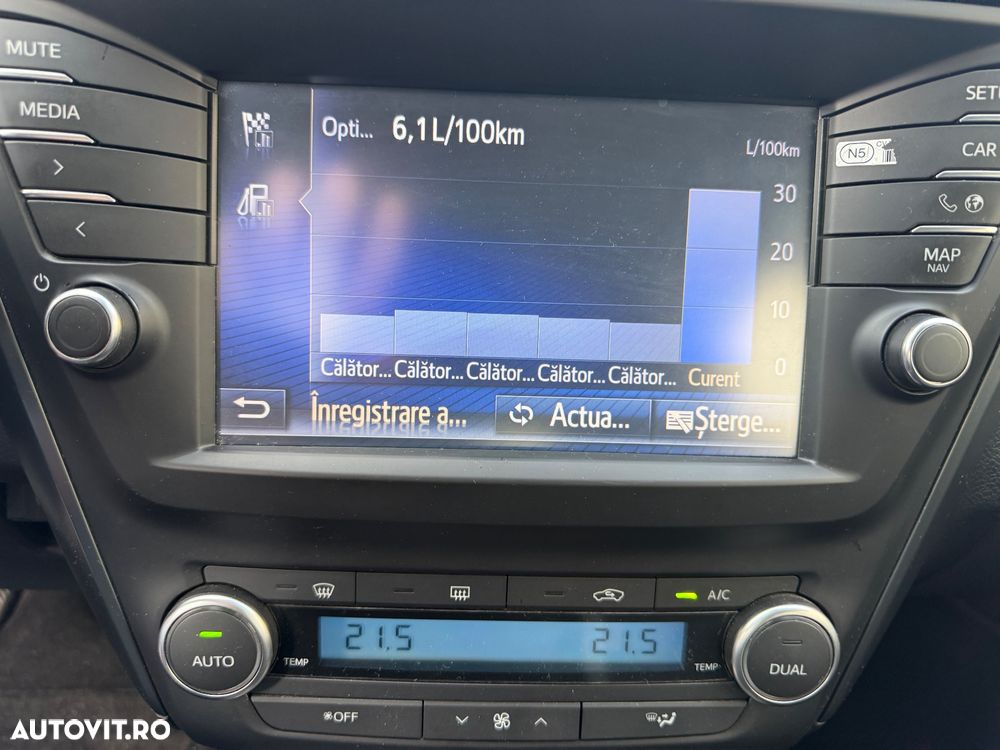 MUTE
MEDIA
>
<
Opti... 6,1 L/100km
L/100km
30
20
10
0
Călător... Călător... Călător... Călător... Călător... Curent
Înregistrare a... Actua... Șterge...
SETU
N5
CAR
MAP
NAV
A/C
AUTO
TEMP
21.5
21.5
TEMP
DUAL
OFF
AUTOVIT.RO